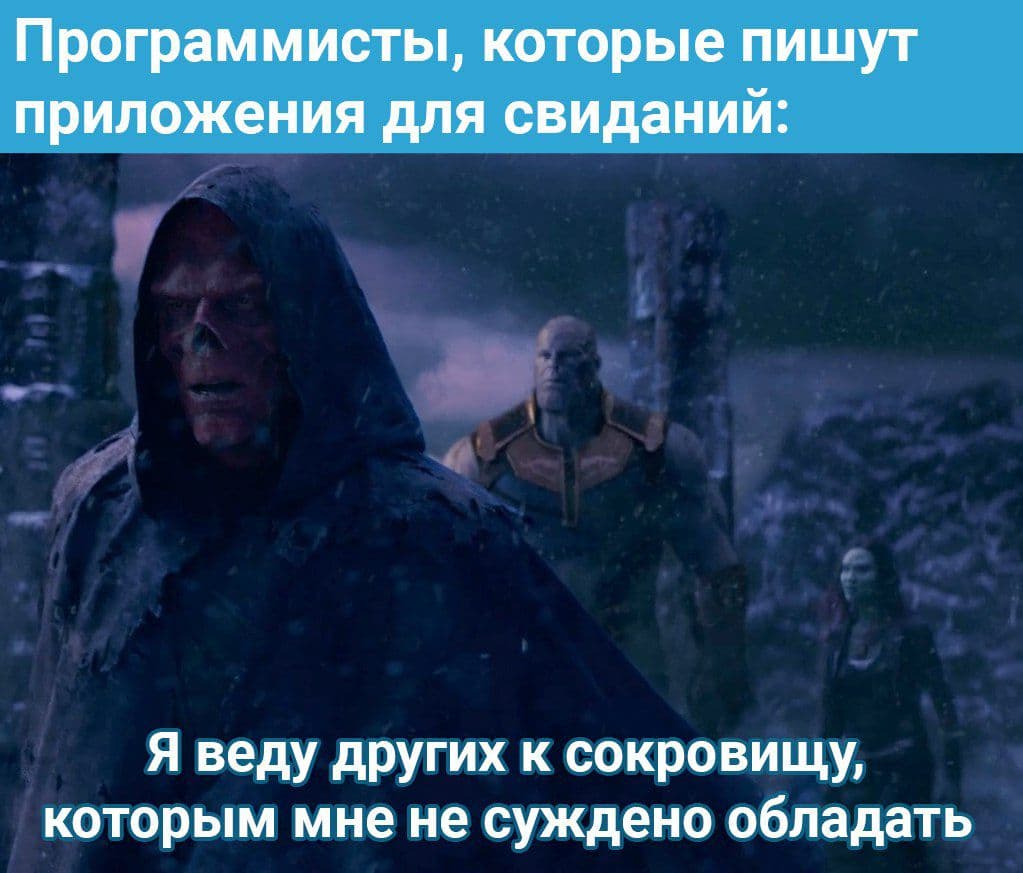 Программисты, которые пишут
приложения для свиданий:
Я веду других к сокровищу,
которым мне не суждено обладать